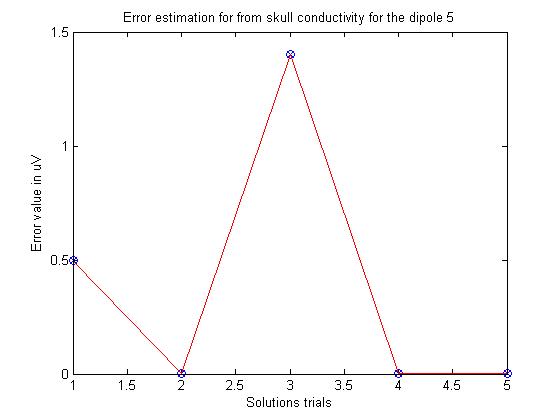 Error estimation for from skull conductivity for the dipole 5
1.5
1
0.5
0
Error value in uV
1 1.5 2 2.5 3 3.5 4 4.5 5
Solutions trials